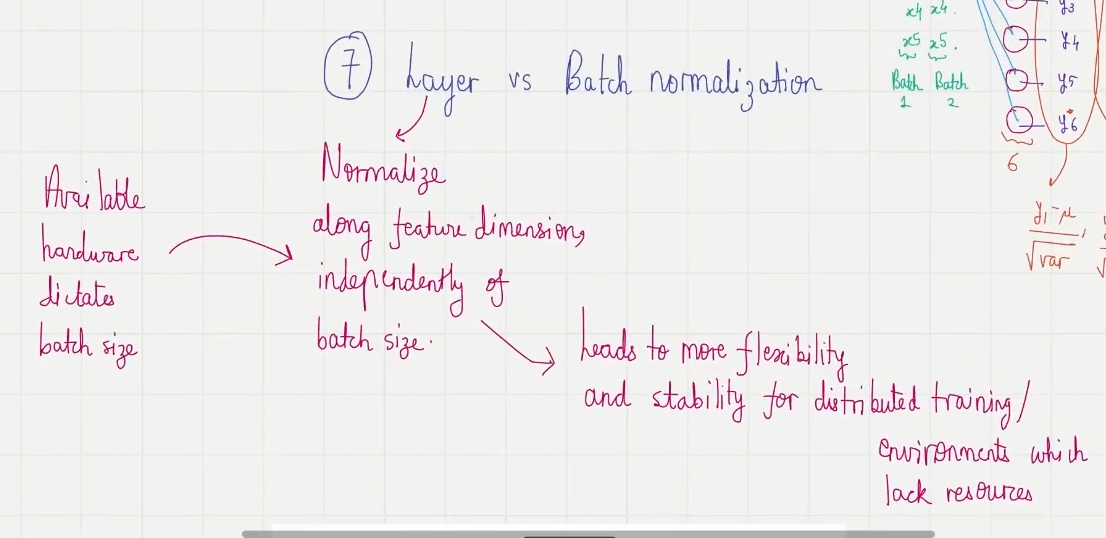 x4 x4.
x5 x5.
Batch Batch
1 2
y3
y4
y5
y6
6
y1-μ
√var
7 Layer vs Batch normalization
Available
hardware
dictates
batch size
Normalize
along feature dimension,
independently of
batch size.
Leads to more flexibility
and stability for distributed training/
environments which
lack resources